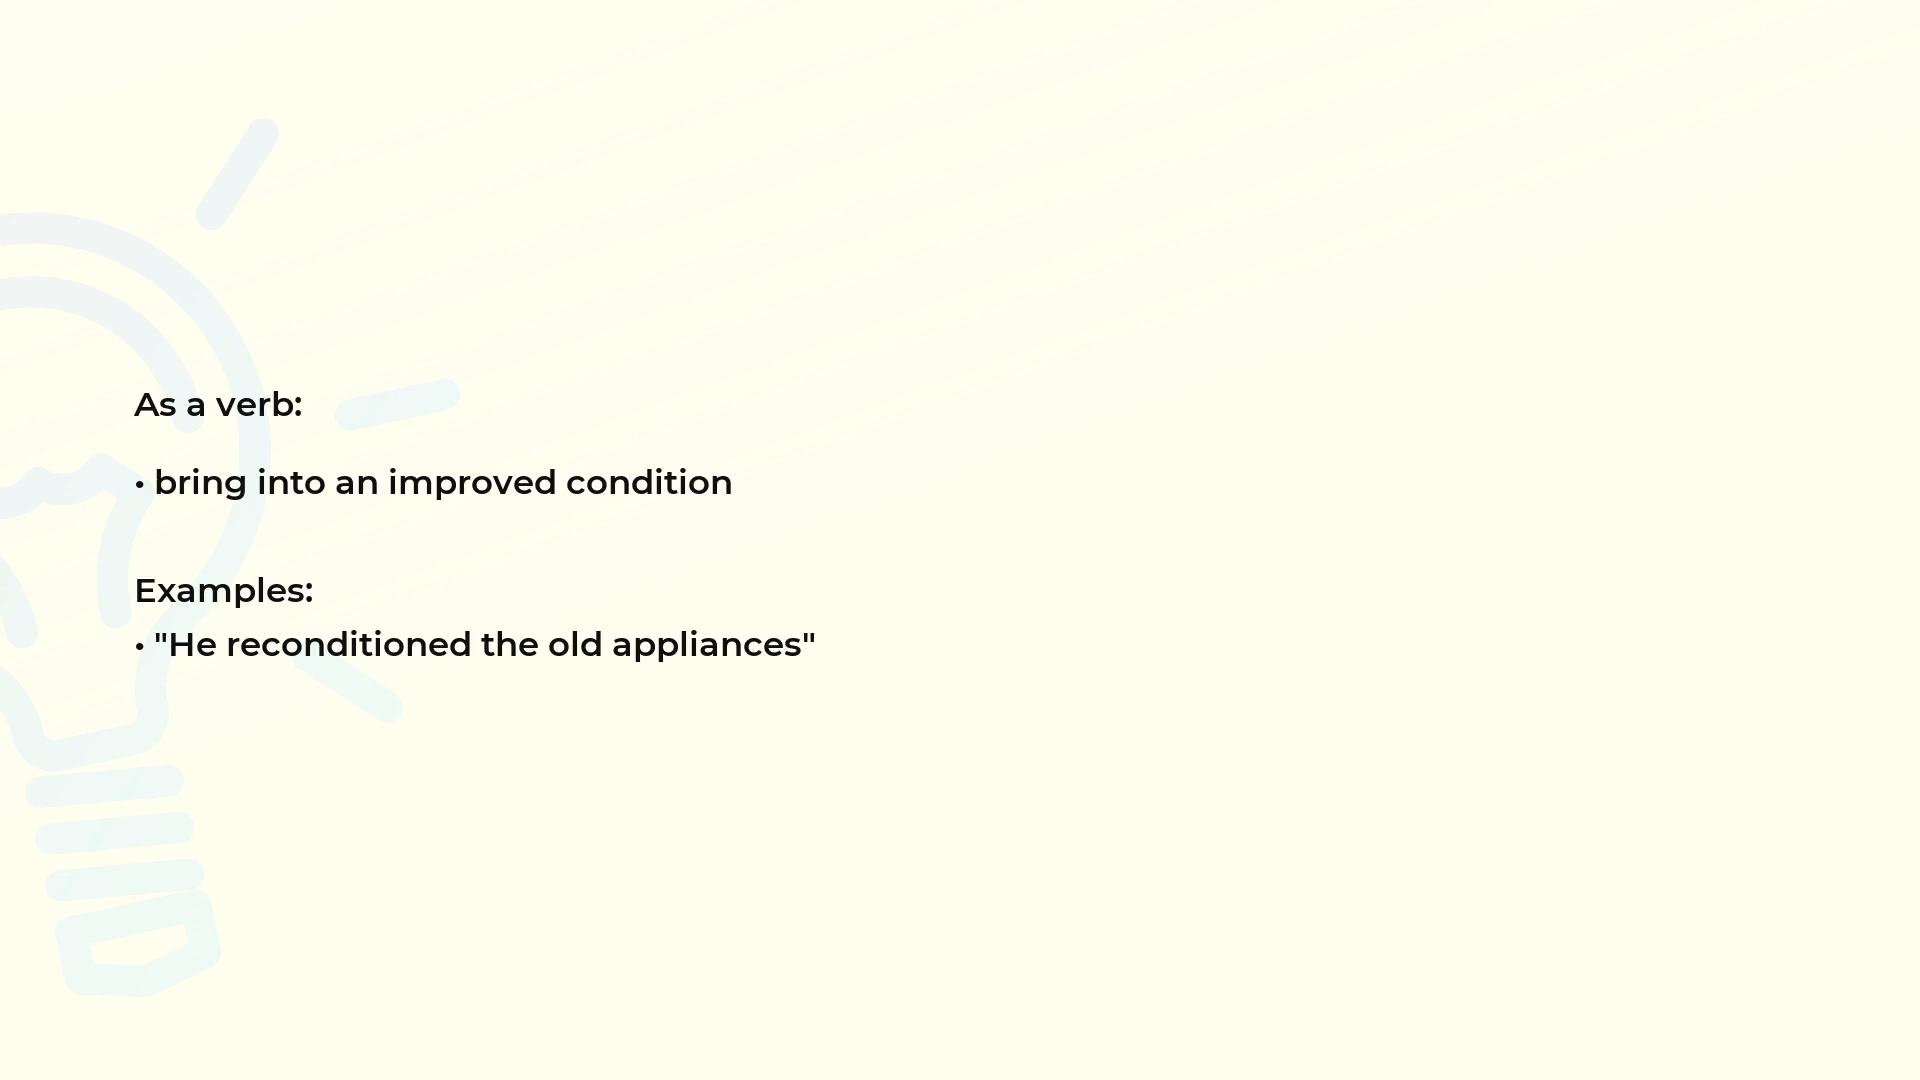 As a verb:
• bring into an improved condition
Examples:
• "He reconditioned the old appliances"